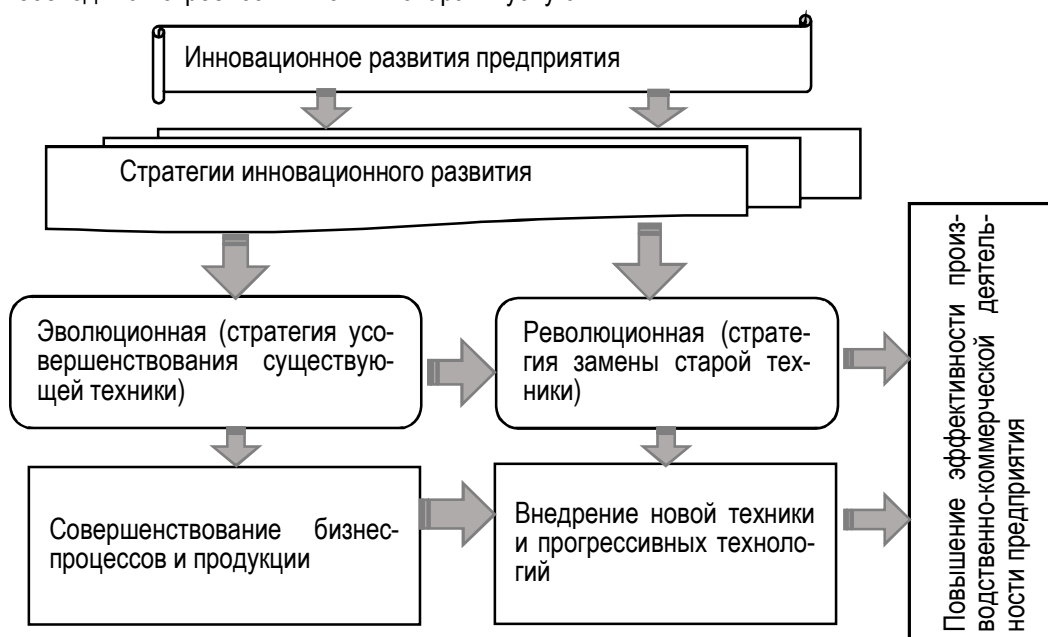 Инновационное развития предприятия
Стратегии инновационного развития
Эволюционная (стратегия усо-
вершенствования существую-
щей техники)
Революционная (страте-
гия замены старой тех-
ники)
Совершенствование бизнес-
процессов и продукции
Внедрение новой техники
и прогрессивных техноло-
гий
Повышение эффективности произ-
водственно-коммерческой деятель-
ности предприятия